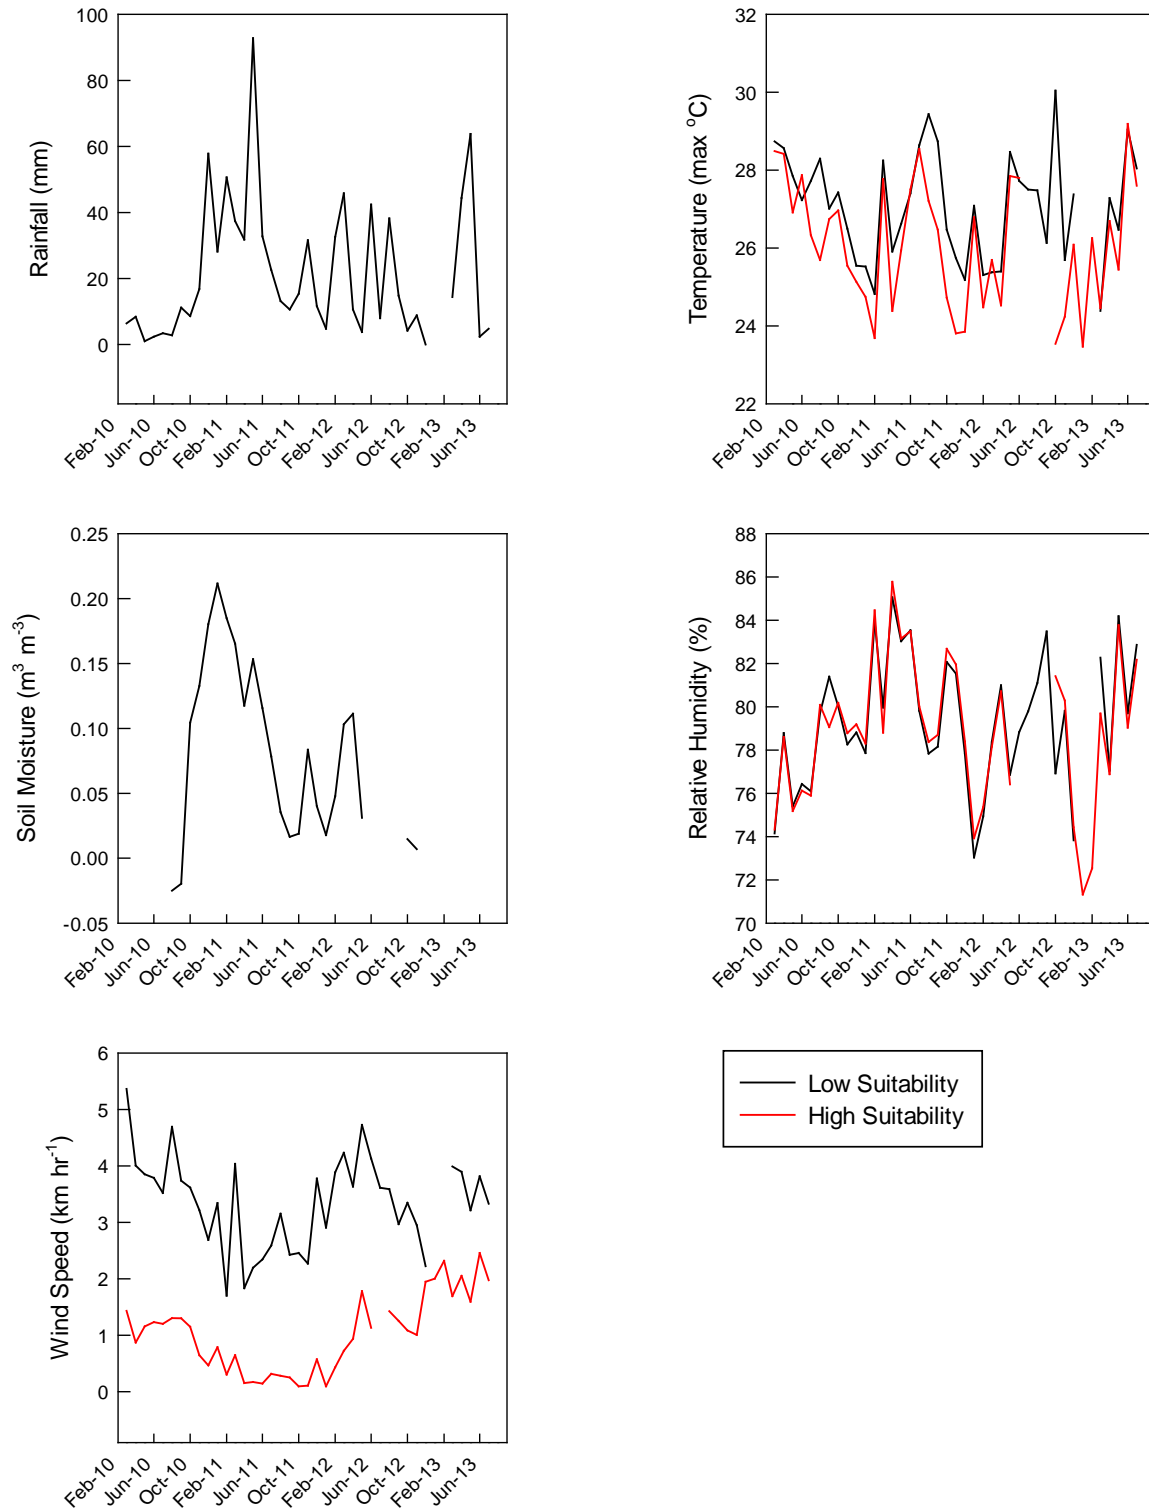 100
80
60
40
20
0
Rainfall (mm)
Feb-10
Jun-10
Oct-10
Feb-11
Jun-11
Oct-11
Feb-12
Jun-12
Oct-12
Feb-13
Jun-13
32
30
28
26
24
22
Temperature (max °C)
Feb-10
Jun-10
Oct-10
Feb-11
Jun-11
Oct-11
Feb-12
Jun-12
Oct-12
Feb-13
Jun-13
0.25
0.20
0.15
0.10
0.05
0.00
-0.05
Soil Moisture (m³ m⁻³)
Feb-10
Jun-10
Oct-10
Feb-11
Jun-11
Oct-11
Feb-12
Jun-12
Oct-12
Feb-13
Jun-13
88
86
84
82
80
78
76
74
72
70
Relative Humidity (%)
Feb-10
Jun-10
Oct-10
Feb-11
Jun-11
Oct-11
Feb-12
Jun-12
Oct-12
Feb-13
Jun-13
6
5
4
3
2
1
0
Wind Speed (km hr⁻¹)
Feb-10
Jun-10
Oct-10
Feb-11
Jun-11
Oct-11
Feb-12
Jun-12
Oct-12
Feb-13
Jun-13
Low Suitability
High Suitability